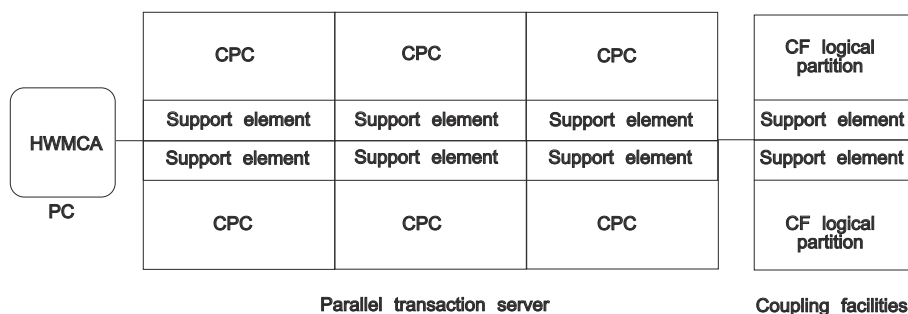 CPC CPC CPC CF logical
partition
Support element Support element Support element Support element
HWMCA
Support element Support element Support element Support element
PC
CPC CPC CPC CF logical
partition
Parallel transaction server Coupling facilities